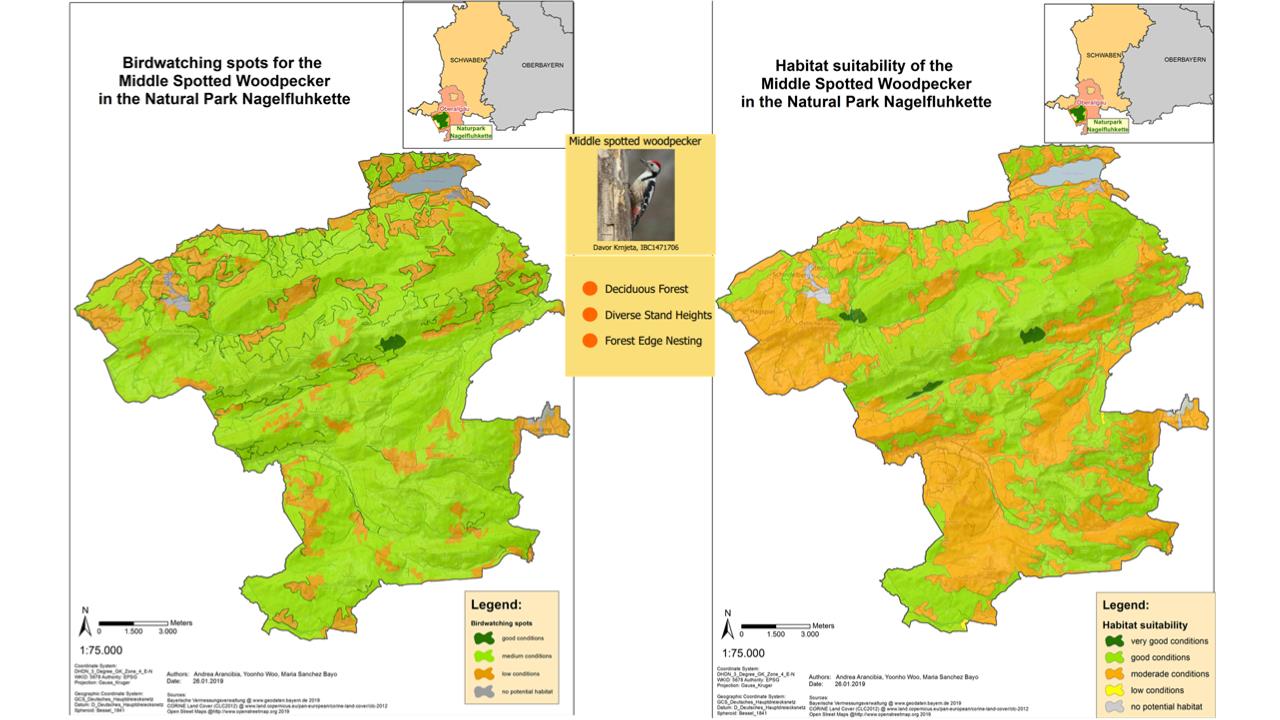 Birdwatching spots for the
Middle Spotted Woodpecker
in the Natural Park Nagelfluhkette
SCHWABEN
OBERBAYERN
Oberallgäu
Naturpark
Nagelfluhkette
N
0 1.500 3.000 Meters
1:75.000
Legend:
Birdwatching spots
good conditions
medium conditions
low conditions
no potential habitat
Coordinate System:
DHDN_3_Degree_GK_Zone_4_E-N
WKID: 5678 Authority: EPSG
Projection: Gauss_Kruger
Geographic Coordinate System:
GCS_Deutsches_Hauptdreiecksnetz
Datum: D_Deutsches_Hauptdreiecksnetz
Spheroid: Bessel_1841
Authors: Andrea Arancibia, Yoonho Woo, Maria Sanchez Bayo
Date: 26.01.2019
Sources:
Bayerische Vermessungsverwaltung @ www.geodaten.bayern.de 2019
CORINE Land Cover (CLC2012) @ www.land.copernicus.eu/pan-european/corine-land-cover/clc-2012
Open Street Maps @http://www.openstreetmap.org 2019
Middle spotted woodpecker
Davor Krnjeta, IBC1471706
Deciduous Forest
Diverse Stand Heights
Forest Edge Nesting
Habitat suitability of the
Middle Spotted Woodpecker
in the Natural Park Nagelfluhkette
SCHWABEN
OBERBAYERN
Oberallgäu
Naturpark
Nagelfluhkette
N
0 1.500 3.000 Meters
1:75.000
Legend:
Habitat suitability
very good conditions
good conditions
moderate conditions
low conditions
no potential habitat
Coordinate System:
DHDN_3_Degree_GK_Zone_4_E-N
WKID: 5678 Authority: EPSG
Projection: Gauss_Kruger
Geographic Coordinate System:
GCS_Deutsches_Hauptdreiecksnetz
Datum: D_Deutsches_Hauptdreiecksnetz
Spheroid: Bessel_1841
Authors: Andrea Arancibia, Yoonho Woo, Maria Sanchez Bayo
Date: 26.01.2019
Sources:
Bayerische Vermessungsverwaltung @ www.geodaten.bayern.de 2019
CORINE Land Cover (CLC2012) @ www.land.copernicus.eu/pan-european/corine-land-cover/clc-2012
Open Street Maps @http://www.openstreetmap.org 2019